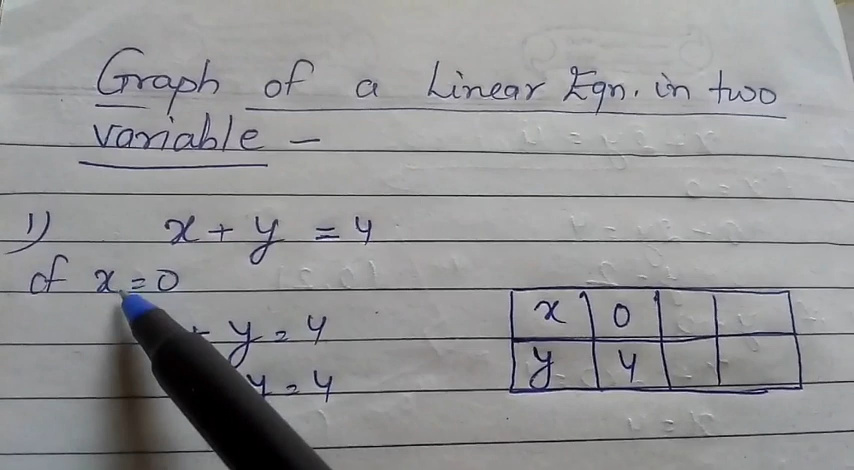 Graph of a Linear Eqn. in two
variable –
1) x + y = 4
If x = 0
+ y = 4
y = 4
x 0
y 4